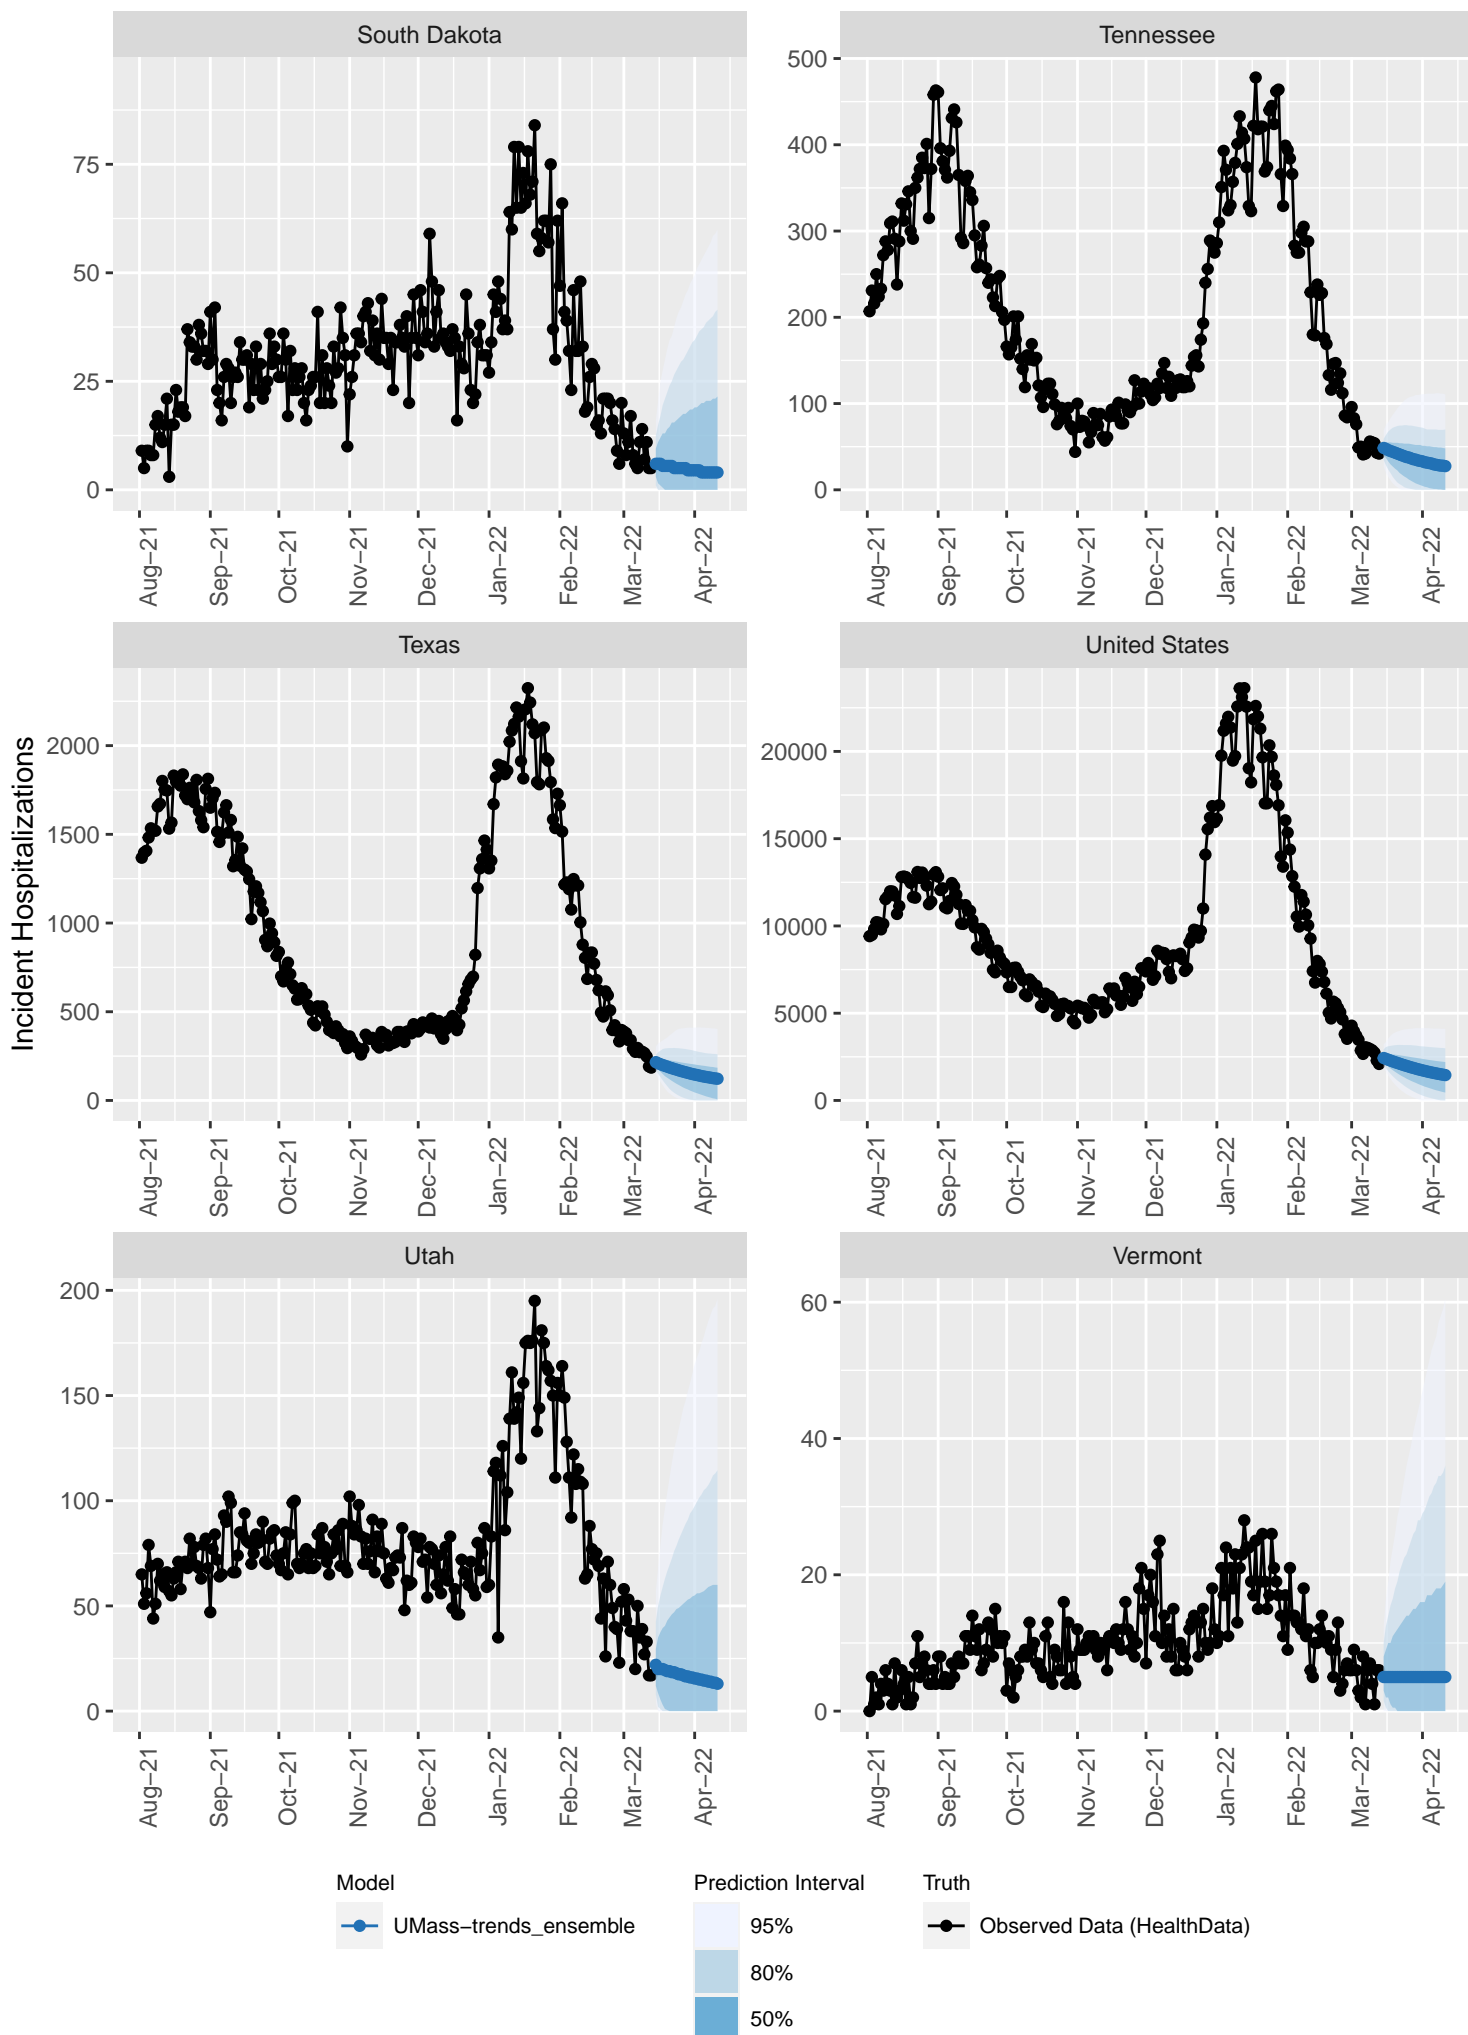 South Dakota
Tennessee
75
50
25
0
500
400
300
200
100
0
Aug−21
Sep−21
Oct−21
Nov−21
Dec−21
Jan−22
Feb−22
Mar−22
Apr−22
Aug−21
Sep−21
Oct−21
Nov−21
Dec−21
Jan−22
Feb−22
Mar−22
Apr−22
Incident Hospitalizations
Texas
United States
2000
1500
1000
500
0
20000
15000
10000
5000
0
Aug−21
Sep−21
Oct−21
Nov−21
Dec−21
Jan−22
Feb−22
Mar−22
Apr−22
Aug−21
Sep−21
Oct−21
Nov−21
Dec−21
Jan−22
Feb−22
Mar−22
Apr−22
Utah
Vermont
200
150
100
50
0
60
40
20
0
Aug−21
Sep−21
Oct−21
Nov−21
Dec−21
Jan−22
Feb−22
Mar−22
Apr−22
Aug−21
Sep−21
Oct−21
Nov−21
Dec−21
Jan−22
Feb−22
Mar−22
Apr−22
Model
UMass−trends_ensemble
Prediction Interval
95%
80%
50%
Truth
Observed Data (HealthData)